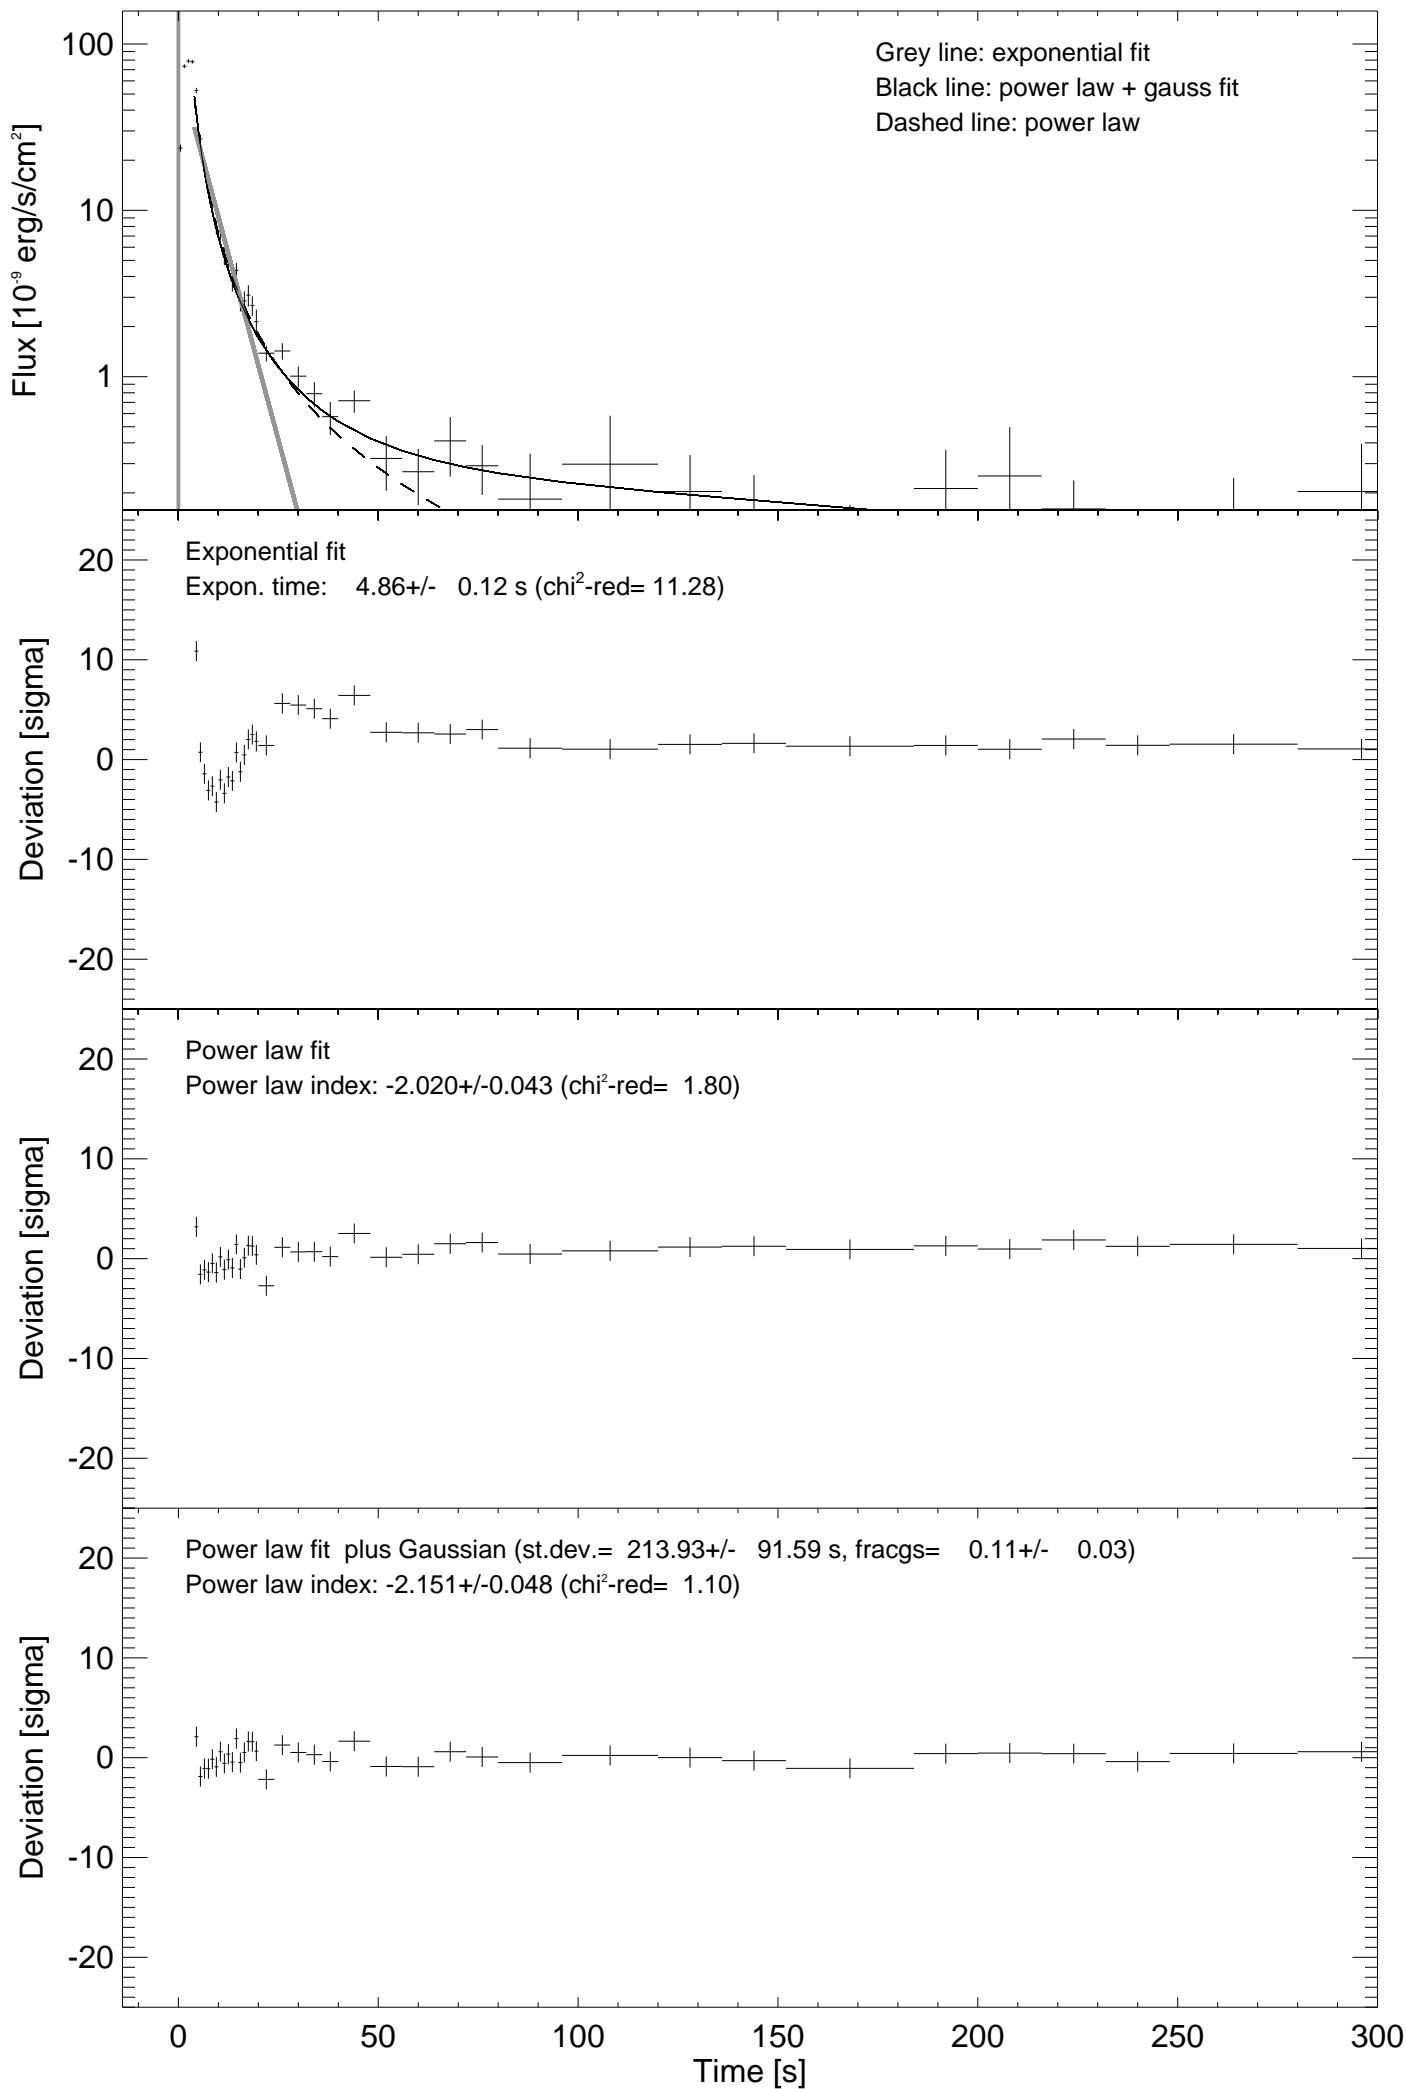 Grey line: exponential fit
Black line: power law + gauss fit
Dashed line: power law
100
10
1
Flux [10⁻⁹ erg/s/cm²]
Exponential fit
Expon. time: 4.86+/- 0.12 s (chi²-red= 11.28)
20
10
0
-10
-20
Deviation [sigma]
Power law fit
Power law index: -2.020+/-0.043 (chi²-red= 1.80)
20
10
0
-10
-20
Deviation [sigma]
Power law fit plus Gaussian (st.dev.= 213.93+/- 91.59 s, fracgs= 0.11+/- 0.03)
Power law index: -2.151+/-0.048 (chi²-red= 1.10)
20
10
0
-10
-20
Deviation [sigma]
0 50 100 150 200 250 300
Time [s]